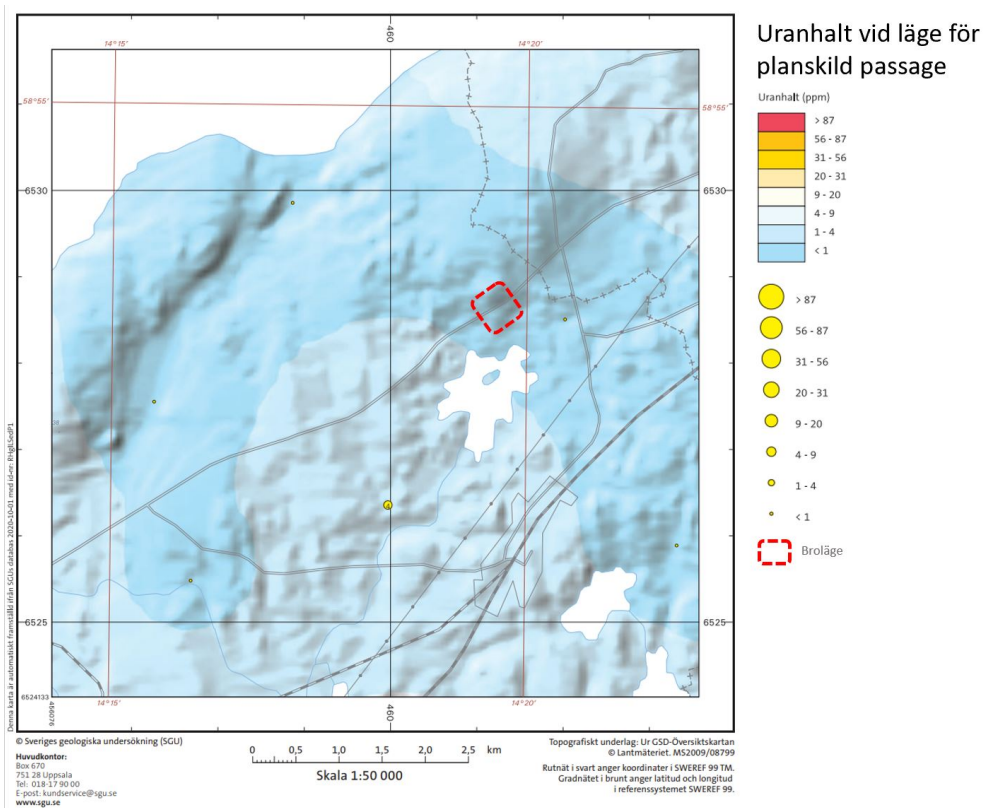 Uranhalt vid läge för
planskild passage
Uranhalt (ppm)
> 87
56 - 87
31 - 56
20 - 31
9 - 20
4 - 9
1 - 4
< 1
> 87
56 - 87
31 - 56
20 - 31
9 - 20
4 - 9
1 - 4
< 1
Broläge
14°15'
460
14°20'
58°55'
58°55'
6530
6530
6525
6525
6524133
456076
14°15'
460
14°20'
Denna karta är automatiskt framställd ifrån SGUs databas 2020-10-01 med id-nr: RHgILSedP1
© Sveriges geologiska undersökning (SGU)
Huvudkontor:
Box 670
751 28 Uppsala
Tel: 018-17 90 00
E-post: kundservice@sgu.se
www.sgu.se
0 0,5 1,0 1,5 2,0 2,5 km
Skala 1:50 000
Topografiskt underlag: Ur GSD-Översiktskartan
© Lantmäteriet. MS2009/08799
Rutnät i svart anger koordinater i SWEREF 99 TM.
Gradnätet i brunt anger latitud och longitud
i referenssystemet SWEREF 99.